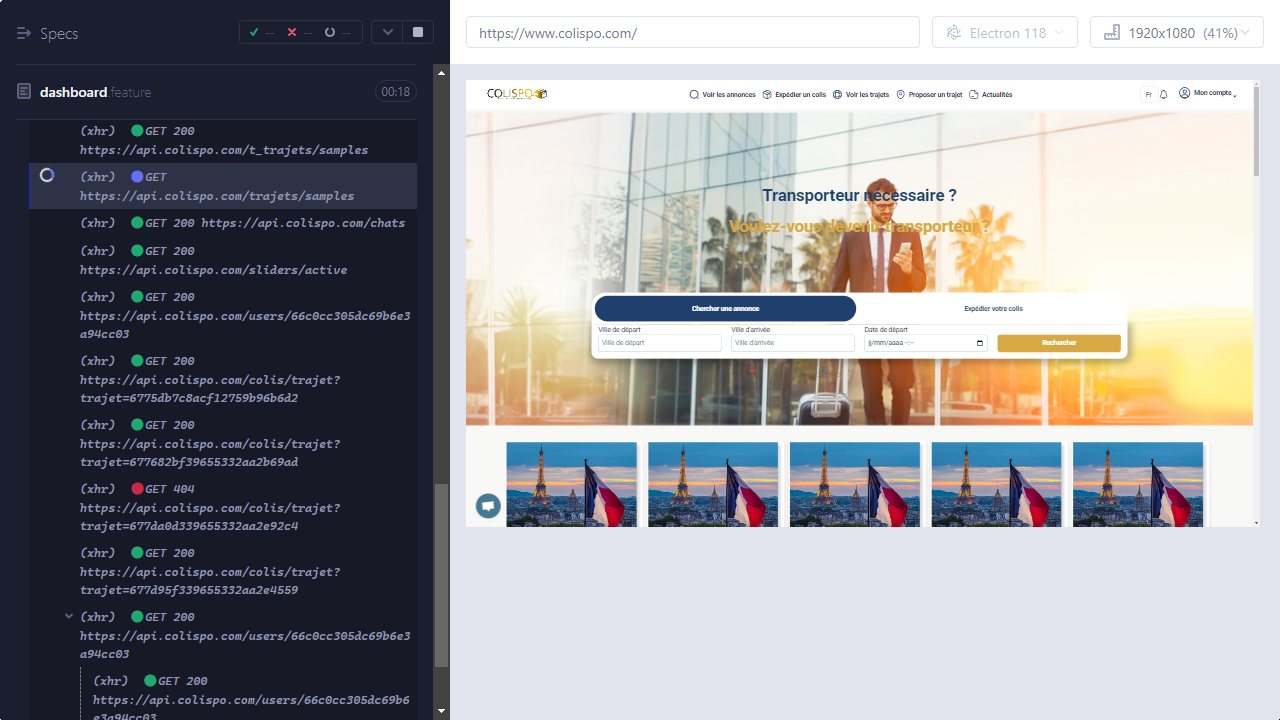 Specs
--
--
--
dashboard.feature
00:18
(xhr) GET 200
https://api.colispo.com/t_trajets/samples
(xhr) GET
https://api.colispo.com/trajets/samples
(xhr) GET 200 https://api.colispo.com/chats
(xhr) GET 200
https://api.colispo.com/sliders/active
(xhr) GET 200
https://api.colispo.com/users/66c0cc305dc69b6e3
a94cc03
(xhr) GET 200
https://api.colispo.com/colis/trajet?
trajet=6775db7c8acf12759b96b6d2
(xhr) GET 200
https://api.colispo.com/colis/trajet?
trajet=677682bf39655332aa2b69ad
(xhr) GET 404
https://api.colispo.com/colis/trajet?
trajet=677da0d339655332aa2e92c4
(xhr) GET 200
https://api.colispo.com/colis/trajet?
trajet=677d95f339655332aa2e4559
(xhr) GET 200
https://api.colispo.com/users/66c0cc305dc69b6e3
a94cc03
(xhr) GET 200
https://api.colispo.com/users/66c0cc305dc69b6
e3a94cc03
https://www.colispo.com/
Electron 118
1920x1080 (41%)
COLISPO
Voir les annonces
Expédier un colis
Voir les trajets
Proposer un trajet
Actualités
Fr
Mon compte
Transporteur nécessaire ?
Voulez-vous devenir transporteur ?
Chercher une annonce
Expédier votre colis
Ville de départ
Ville d'arrivée
Date de départ
Ville de départ
Ville d'arrivée
jj/mm/aaaa --:--
Rechercher